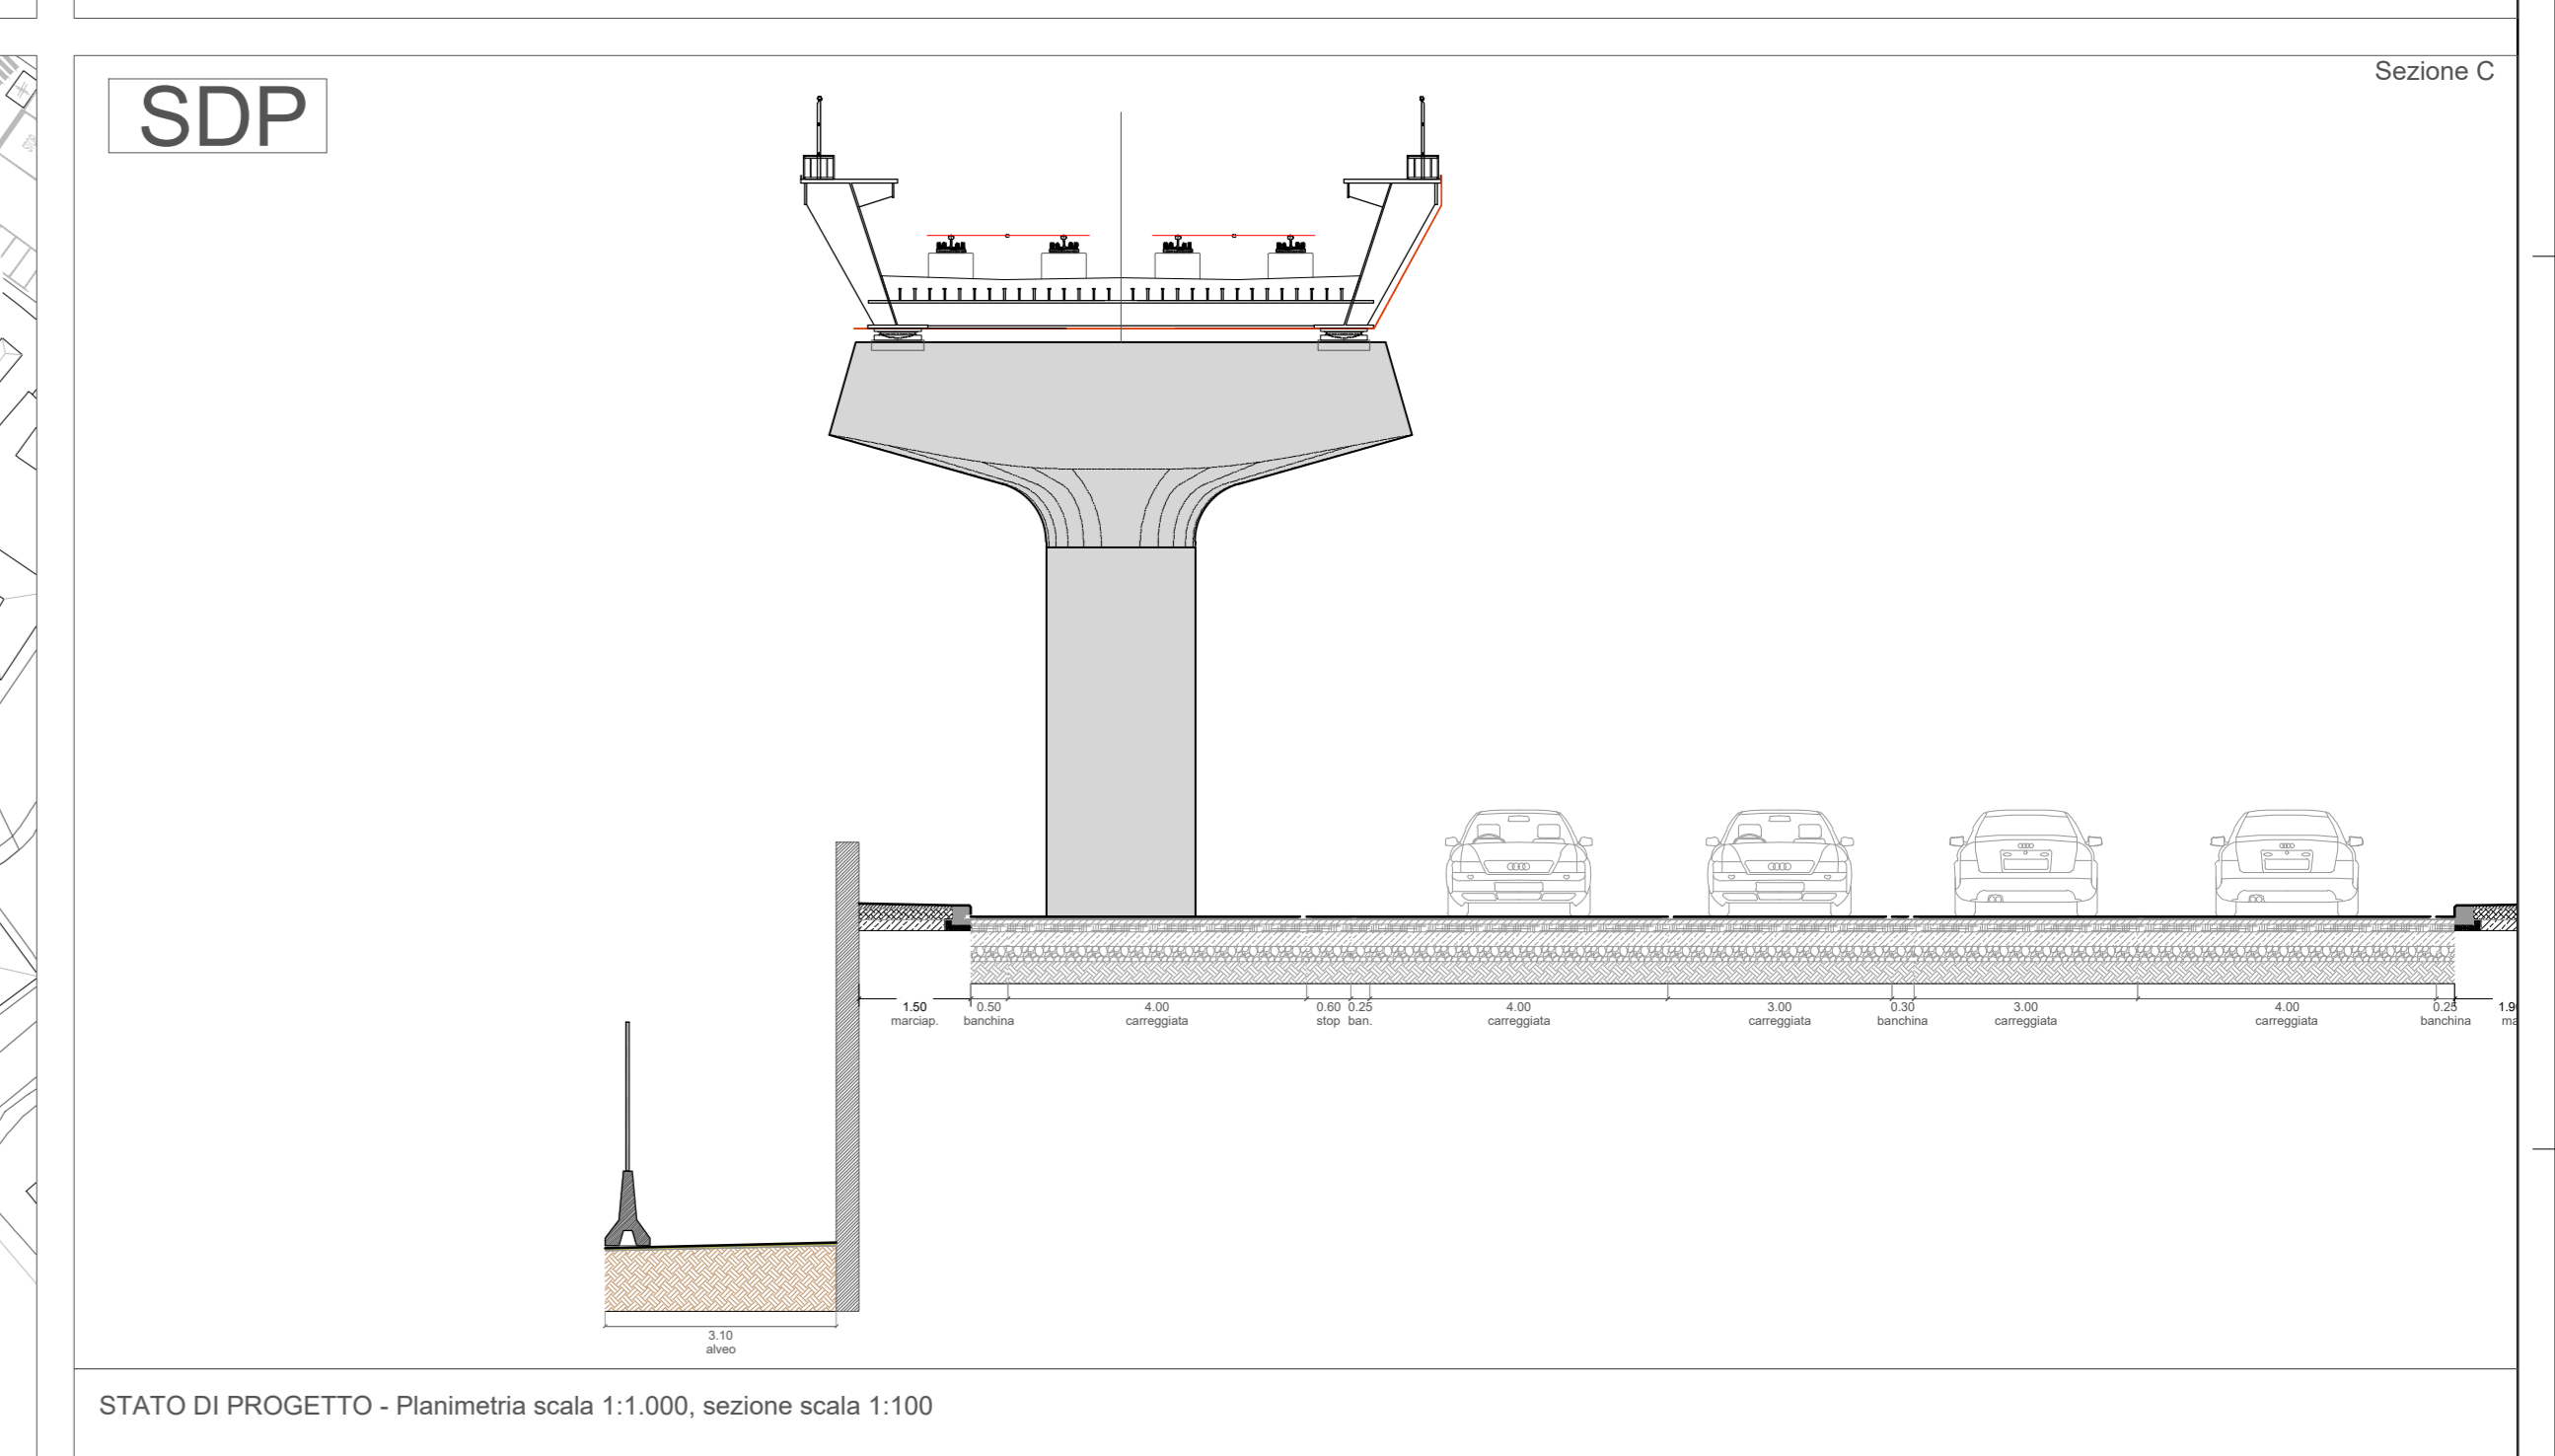 Sezione C
SDP
1.50
marciap.
0.50
banchina
4.00
carreggiata
0.60
stop
0.25
ban.
4.00
carreggiata
3.00
carreggiata
0.30
banchina
3.00
carreggiata
4.00
carreggiata
0.25
banchina
3.10
alveo
STATO DI PROGETTO - Planimetria scala 1:1.000, sezione scala 1:100